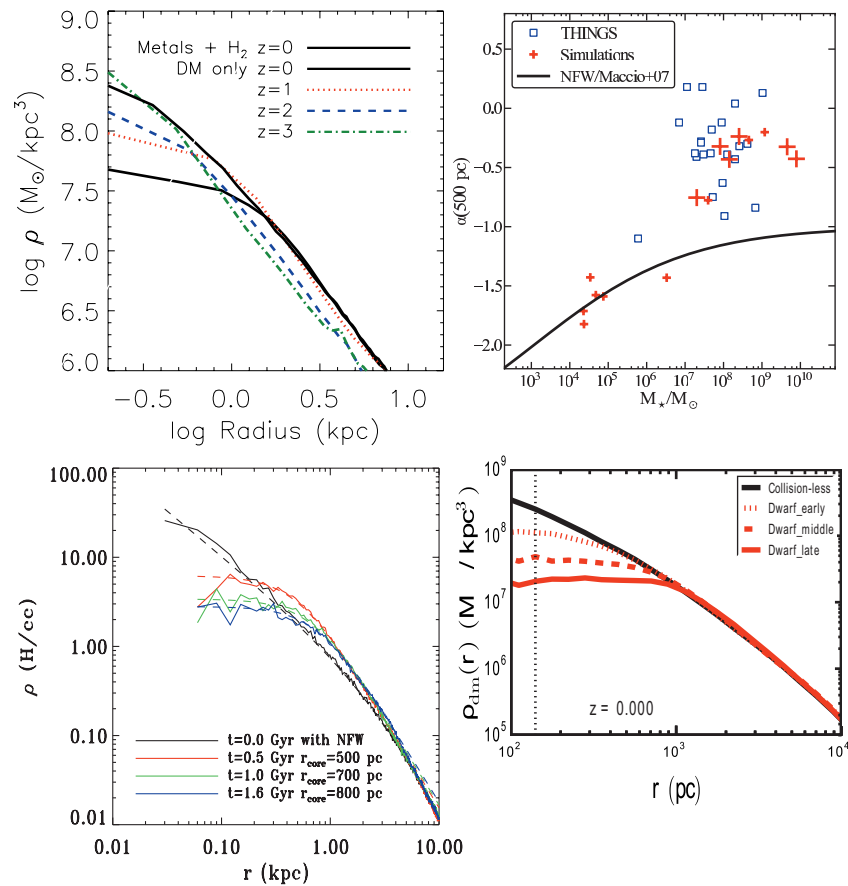 Metals + H₂ z=0
DM only z=0
z=1
z=2
z=3
9.0
8.5
8.0
7.5
7.0
6.5
6.0
log ρ (M⊙/kpc³)
−0.5 0.0 0.5 1.0
log Radius (kpc)
THINGS
Simulations
NFW/Maccio+07
0.5
0.0
−0.5
−1.0
−1.5
−2.0
α(500 pc)
10³ 10⁴ 10⁵ 10⁶ 10⁷ 10⁸ 10⁹ 10¹⁰
M⋆/M⊙
100.00
10.00
1.00
0.10
0.01
ρ (H/cc)
t=0.0 Gyr with NFW
t=0.5 Gyr r_core=500 pc
t=1.0 Gyr r_core=700 pc
t=1.6 Gyr r_core=800 pc
0.01 0.10 1.00 10.00
r (kpc)
10⁹
10⁸
10⁷
10⁶
10⁵
ρ_dm(r) (M /kpc³)
Collision-less
Dwarf_early
Dwarf_middle
Dwarf_late
z = 0.000
10² 10³ 10⁴
r (pc)